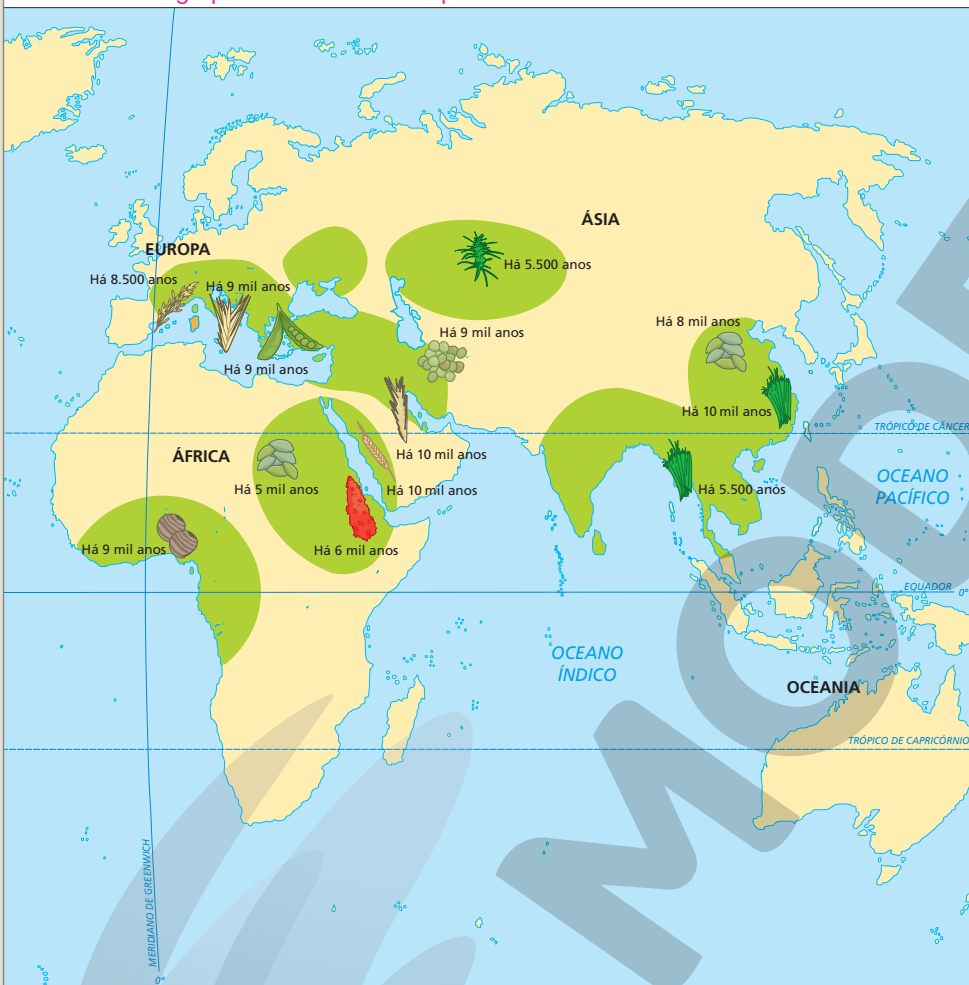 ÁSIA
EUROPA
Há 8.500 anos
Há 9 mil anos
Há 5.500 anos
Há 9 mil anos
Há 8 mil anos
Há 9 mil anos
Há 10 mil anos
TRÓPICO DE CÂNCER
ÁFRICA
Há 10 mil anos
Há 5 mil anos
Há 10 mil anos
Há 5.500 anos
OCEANO
PACÍFICO
Há 9 mil anos
Há 6 mil anos
EQUADOR
0°
OCEANO
ÍNDICO
OCEANIA
TRÓPICO DE CAPRICÓRNIO
MERIDIANO DE GREENWICH
0°